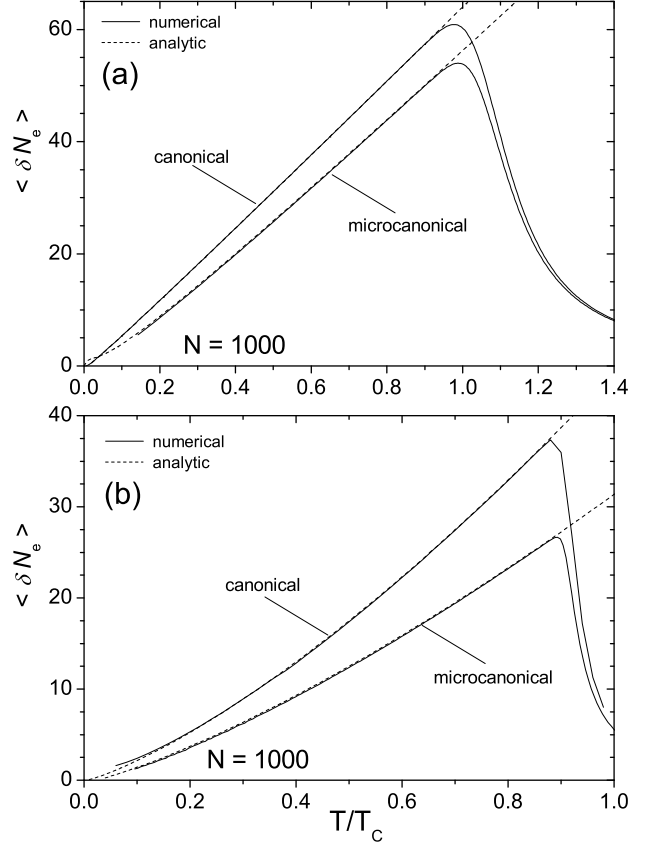 numerical
analytic
(a)
60
40
20
0
< δ N_e >
canonical
microcanonical
N = 1000
0.0 0.2 0.4 0.6 0.8 1.0 1.2 1.4
numerical
analytic
(b)
40
30
20
10
0
< δ N_e >
canonical
microcanonical
N = 1000
0.0 0.2 0.4 0.6 0.8 1.0
T/T_C